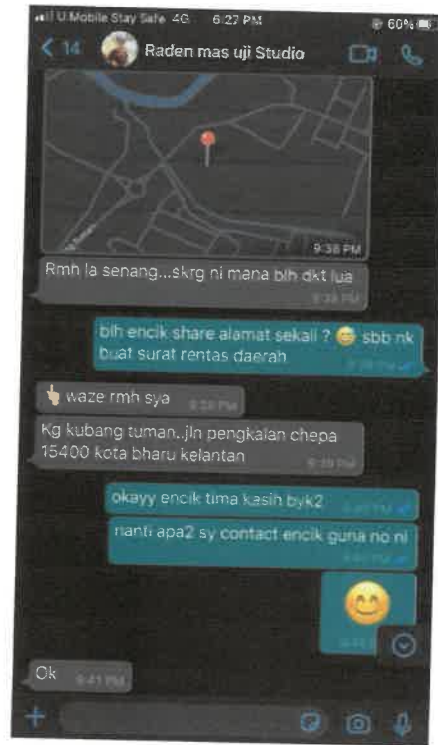 U Mobile Stay Safe 4G 6:27 PM 60%
14 Raden mas uji Studio
9:38 PM
Rmh la senang...skrg ni mana blh dkt lua
blh encik share alamat sekali ? 😅 sbb nk
buat surat rentas daerah
👆🏼 waze rmh sya
Kg kubang tuman..jln pengkalan chepa
15400 kota bharu kelantan
okayy encik tima kasih byk2
nanti apa2 sy contact encik guna no ni
😊
Ok
9:41 PM